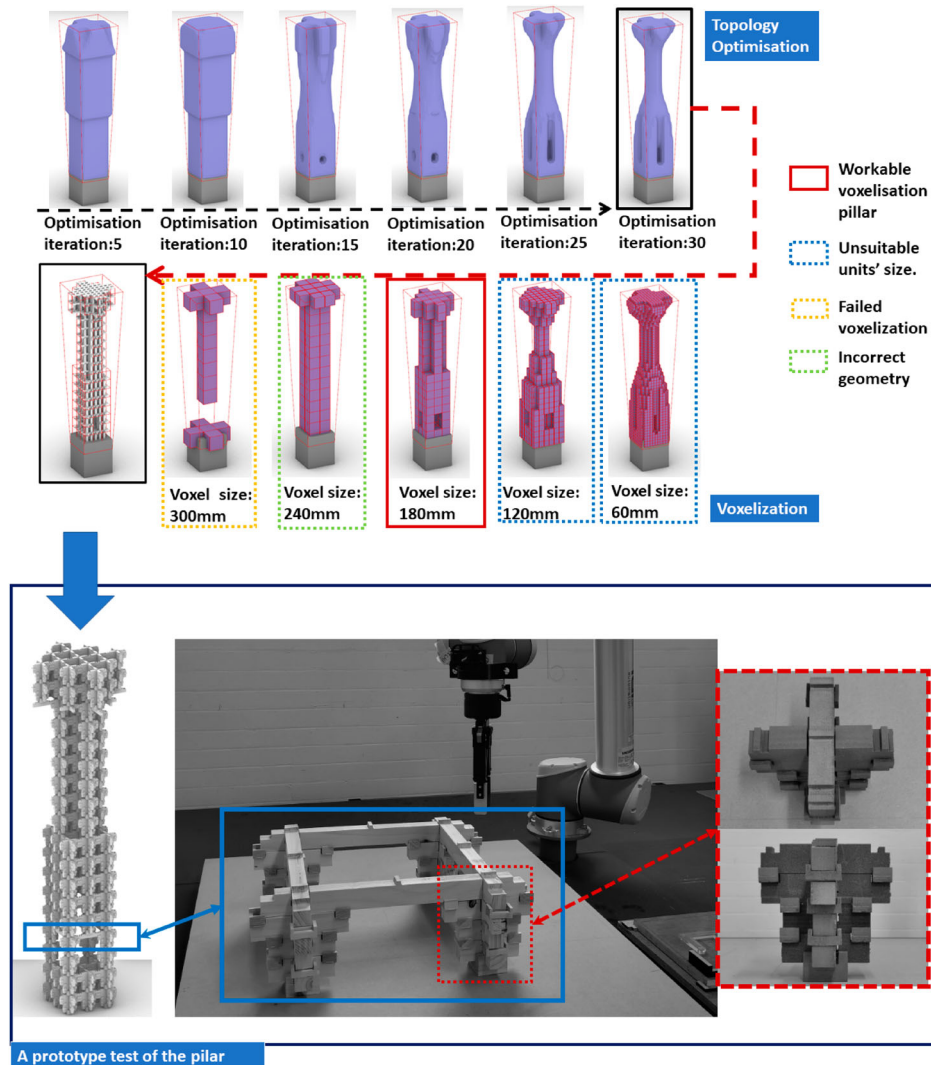 Topology
Optimisation
Optimisation
iteration:5
Optimisation
iteration:10
Optimisation
iteration:15
Optimisation
iteration:20
Optimisation
iteration:25
Optimisation
iteration:30
Workable
voxelisation
pillar
Unsuitable
units’ size.
Failed
voxelization
Incorrect
geometry
Voxel size:
300mm
Voxel size:
240mm
Voxel size:
180mm
Voxel size:
120mm
Voxel size:
60mm
Voxelization
A prototype test of the pilar